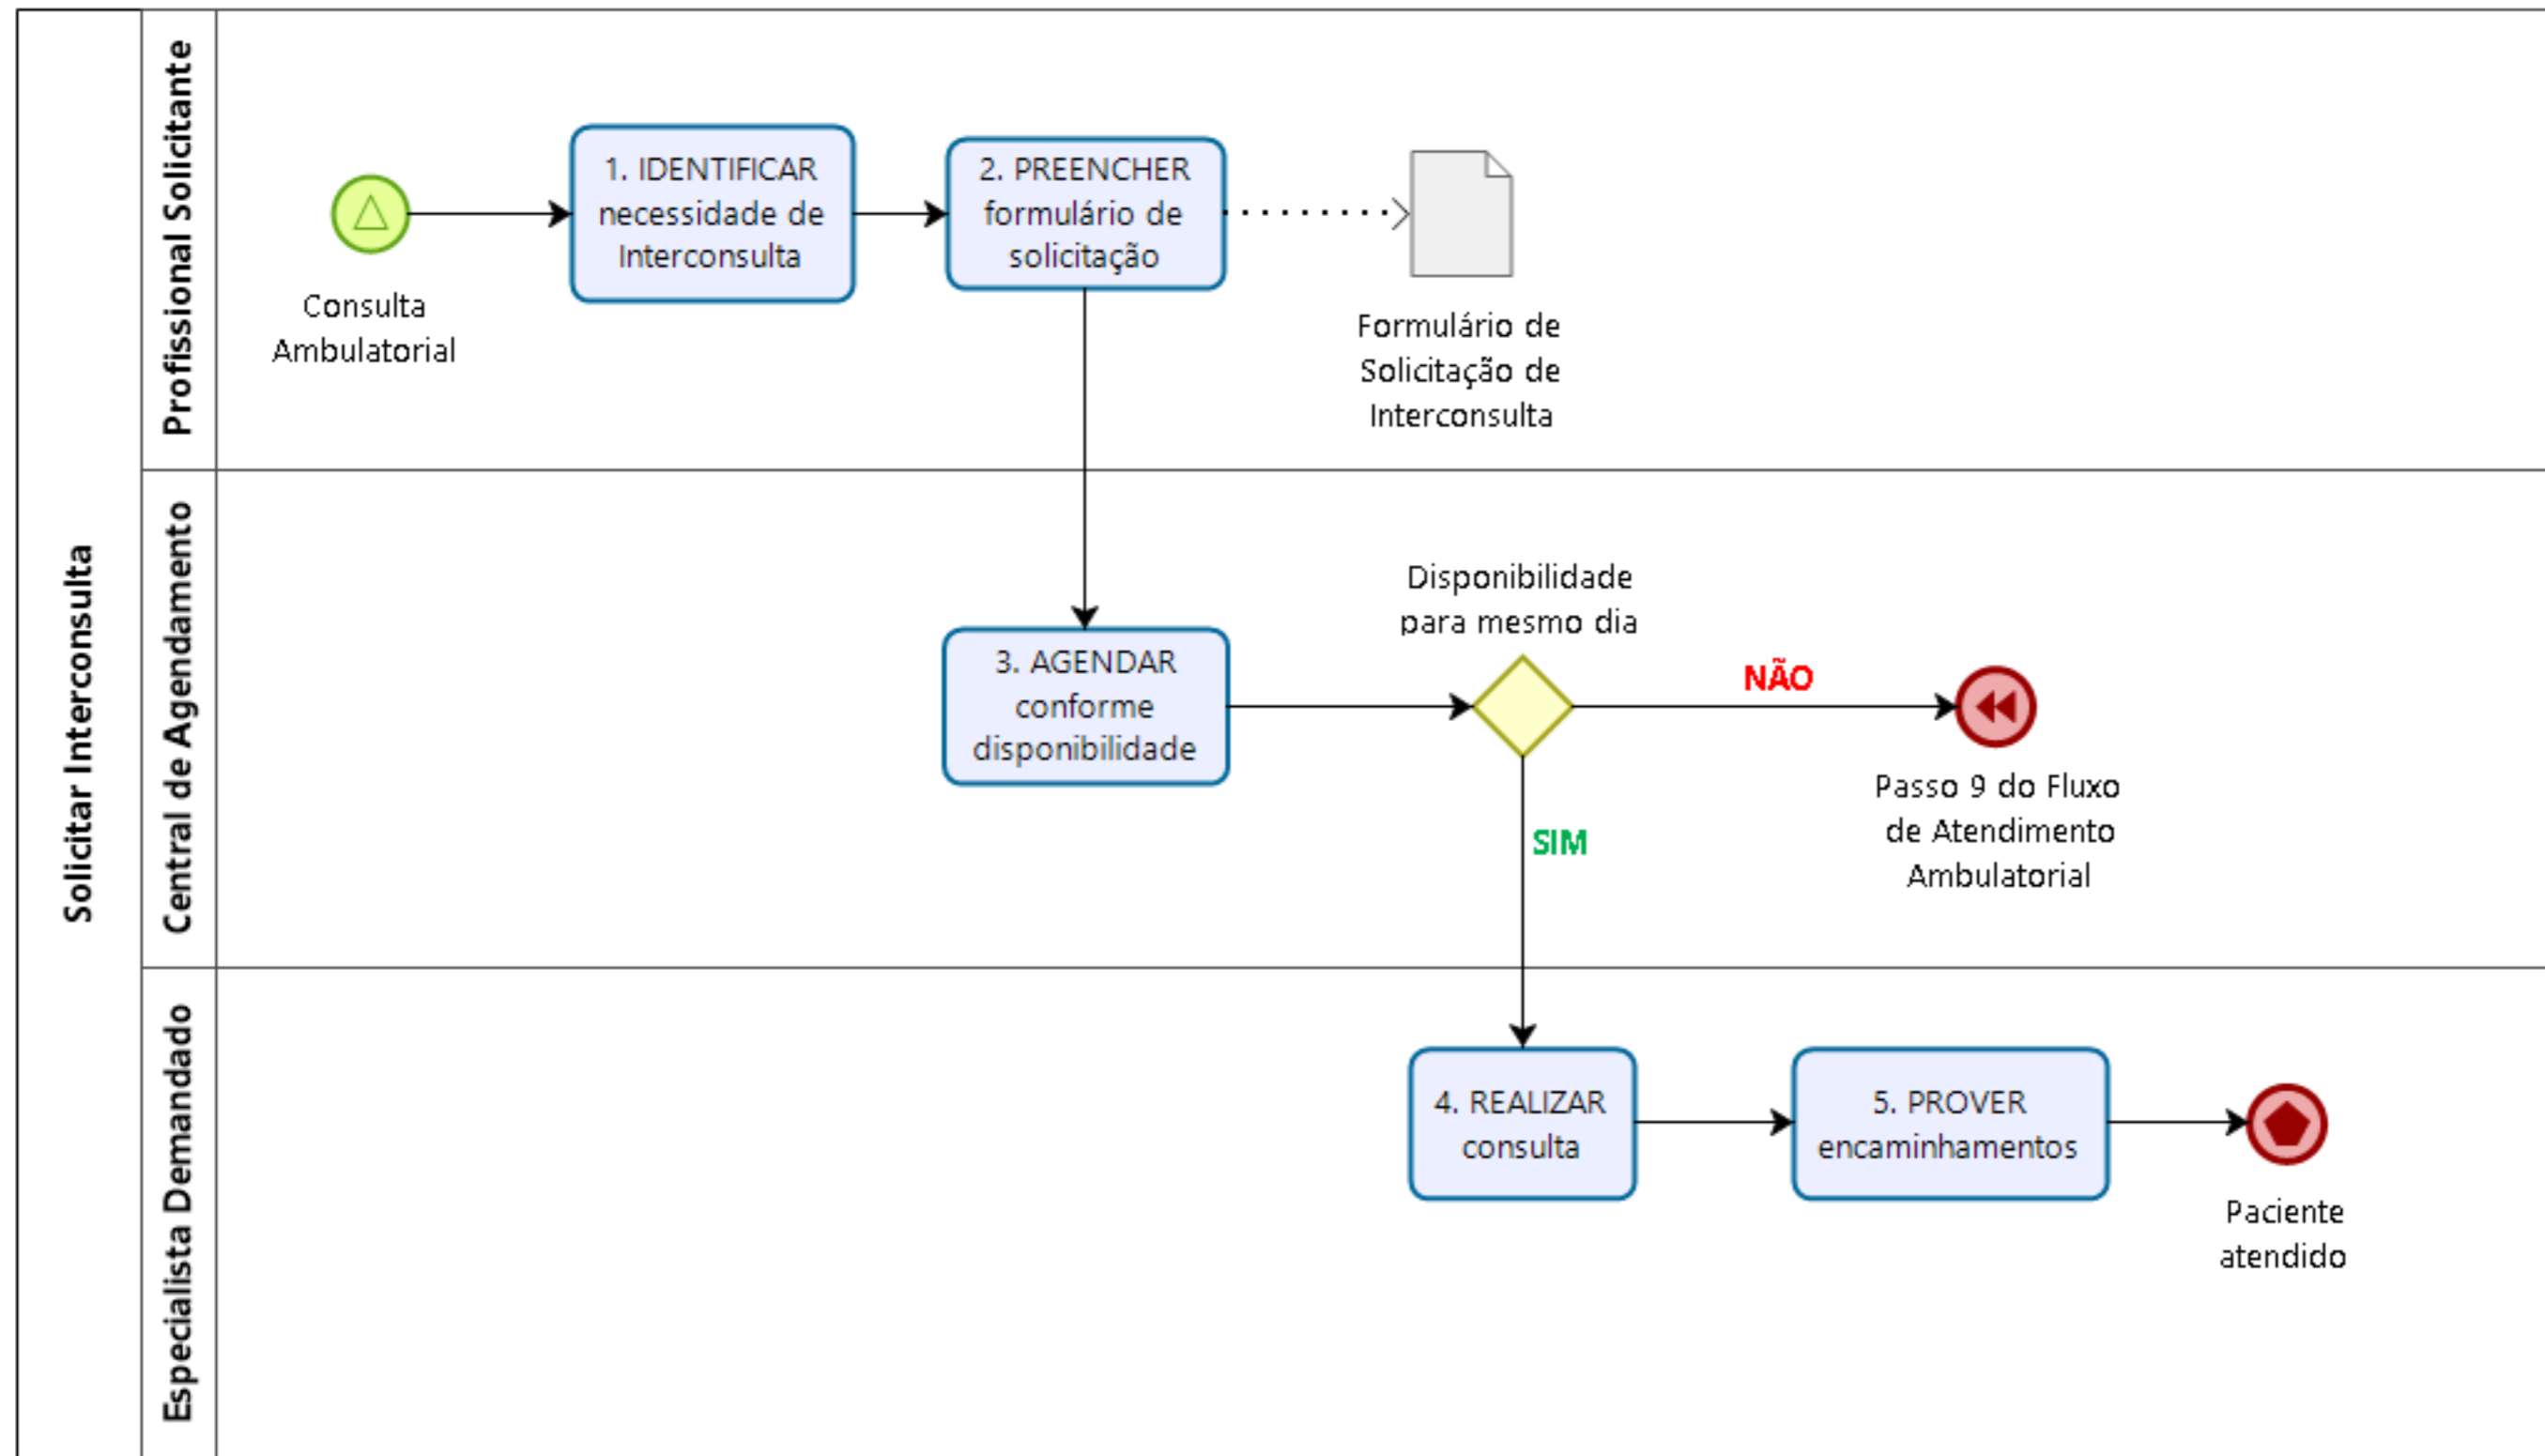 Solicitar Interconsulta
Profissional Solicitante
Consulta
Ambulatorial
1. IDENTIFICAR
necessidade de
Interconsulta
2. PREENCHER
formulário de
solicitação
Formulário de
Solicitação de
Interconsulta
Central de Agendamento
3. AGENDAR
conforme
disponibilidade
Disponibilidade
para mesmo dia
NÃO
SIM
Passo 9 do Fluxo
de Atendimento
Ambulatorial
Especialista Demandado
4. REALIZAR
consulta
5. PROVER
encaminhamentos
Paciente
atendido